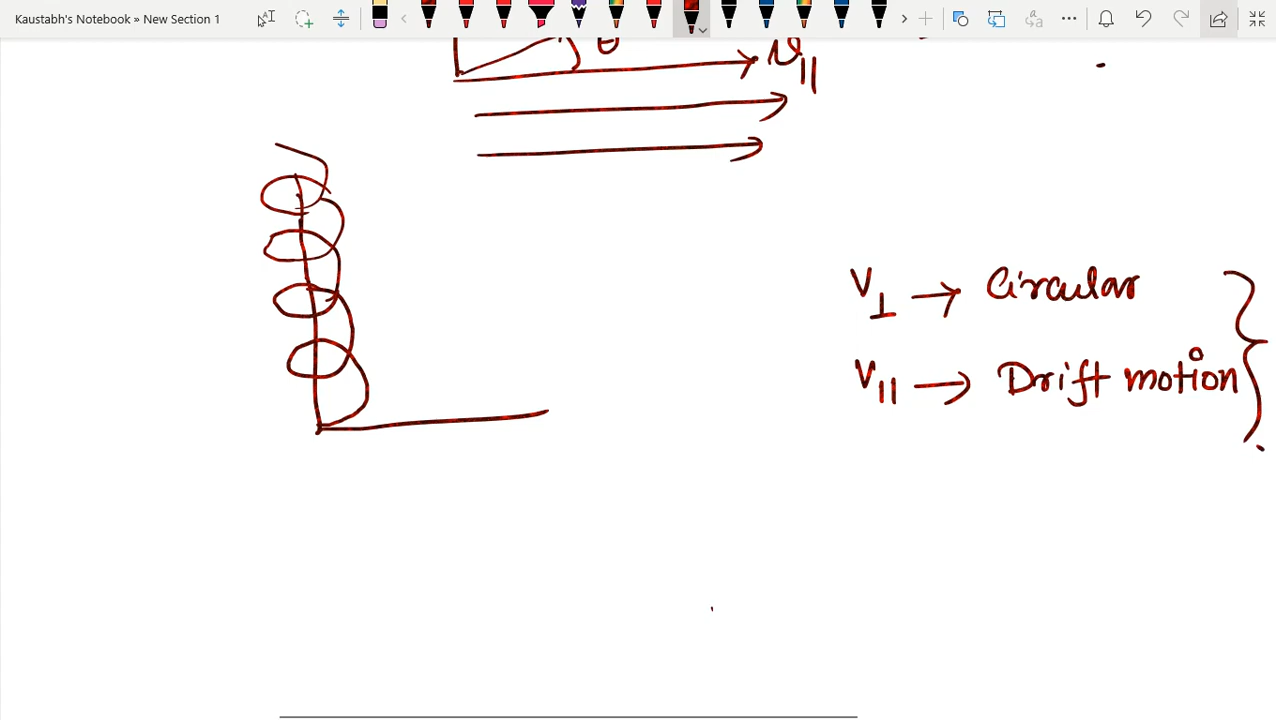 Kaustabh's Notebook » New Section 1
θ
v||
V⊥ → Circular
V|| → Drift motion